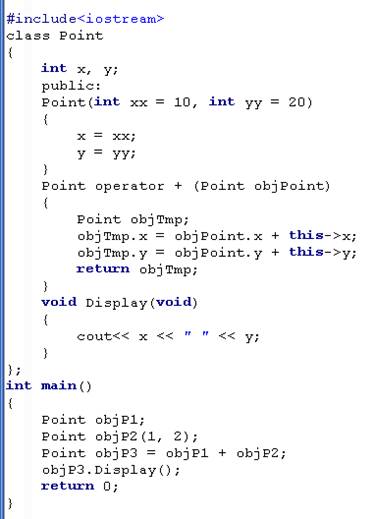 #include<iostream>
class Point
{
    int x, y;
    public:
    Point(int xx = 10, int yy = 20)
    {
        x = xx;
        y = yy;
    }
    Point operator + (Point objPoint)
    {
        Point objTmp;
        objTmp.x = objPoint.x + this->x;
        objTmp.y = objPoint.y + this->y;
        return objTmp;
    }
    void Display(void)
    {
        cout<< x << " " << y;
    }
};
int main()
{
    Point objP1;
    Point objP2(1, 2);
    Point objP3 = objP1 + objP2;
    objP3.Display();
    return 0;
}